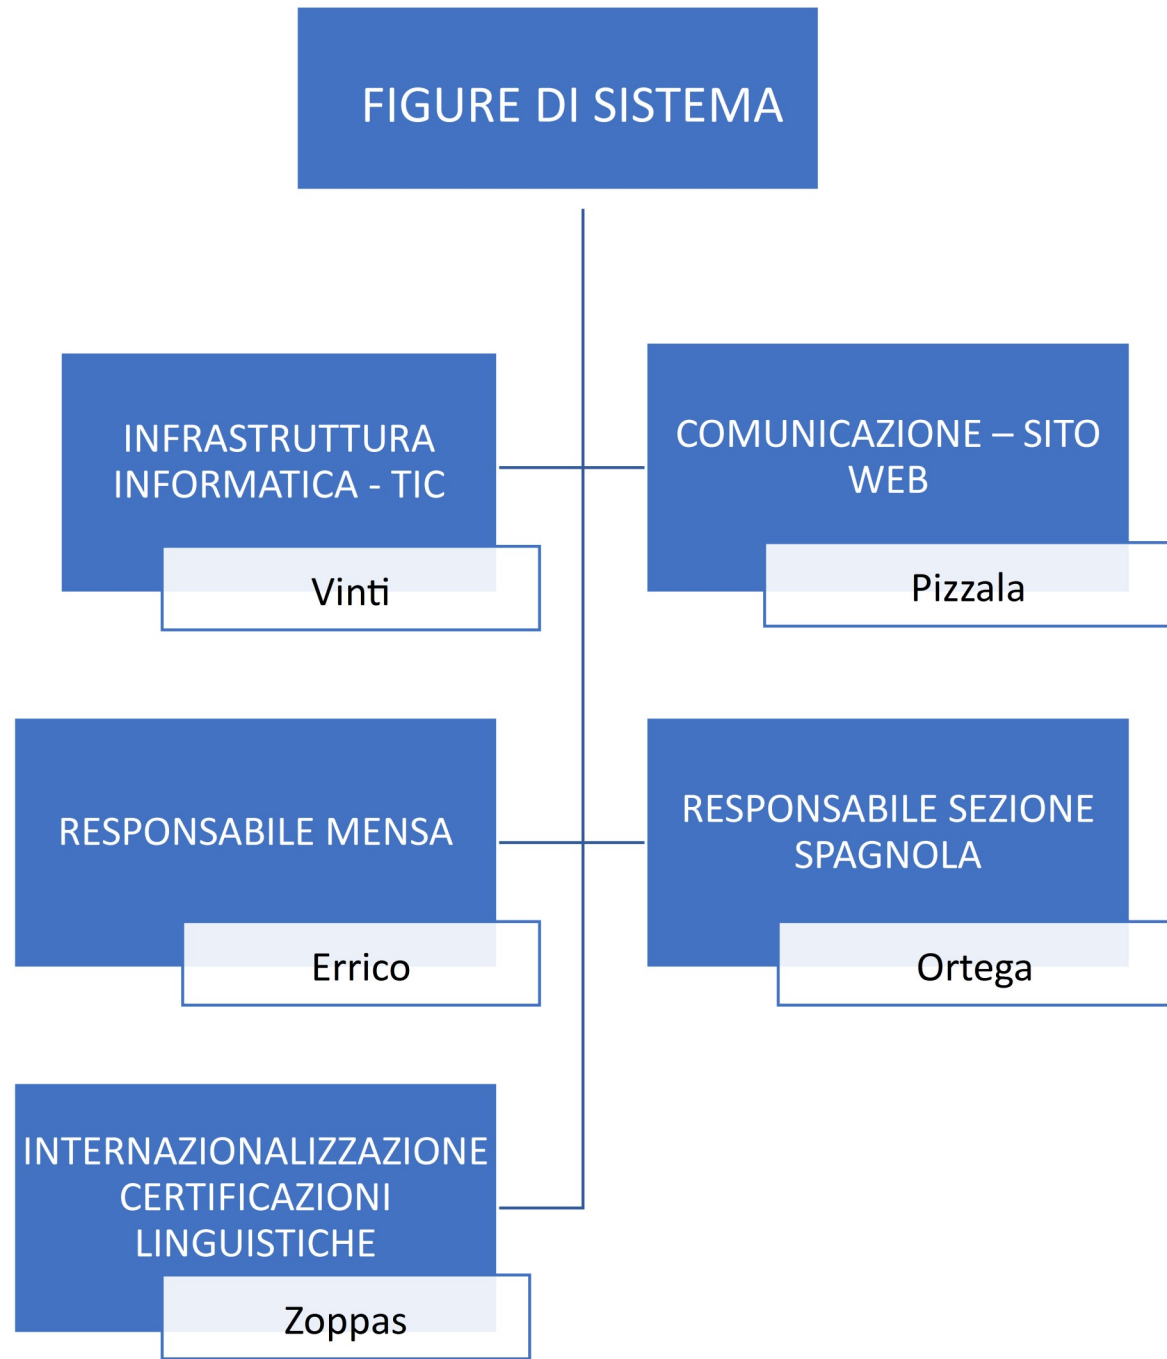 FIGURE DI SISTEMA
INFRASTRUTTURA
INFORMATICA - TIC
Vinti
COMUNICAZIONE – SITO
WEB
Pizzala
RESPONSABILE MENSA
Errico
RESPONSABILE SEZIONE
SPAGNOLA
Ortega
INTERNAZIONALIZZAZIONE
CERTIFICAZIONI
LINGUISTICHE
Zoppas